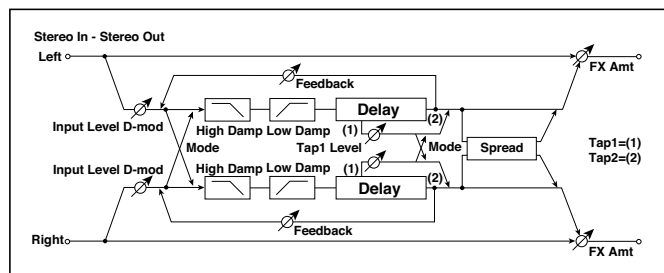 Stereo In - Stereo Out
Left
FX Amt
Feedback
Input Level D-mod
Delay
High Damp Low Damp
(1)
(2)
Tap1 Level
Mode
Mode
Spread
Tap1=(1)
Tap2=(2)
Input Level D-mod
(1)
(2)
High Damp Low Damp
Delay
Feedback
Right
FX Amt